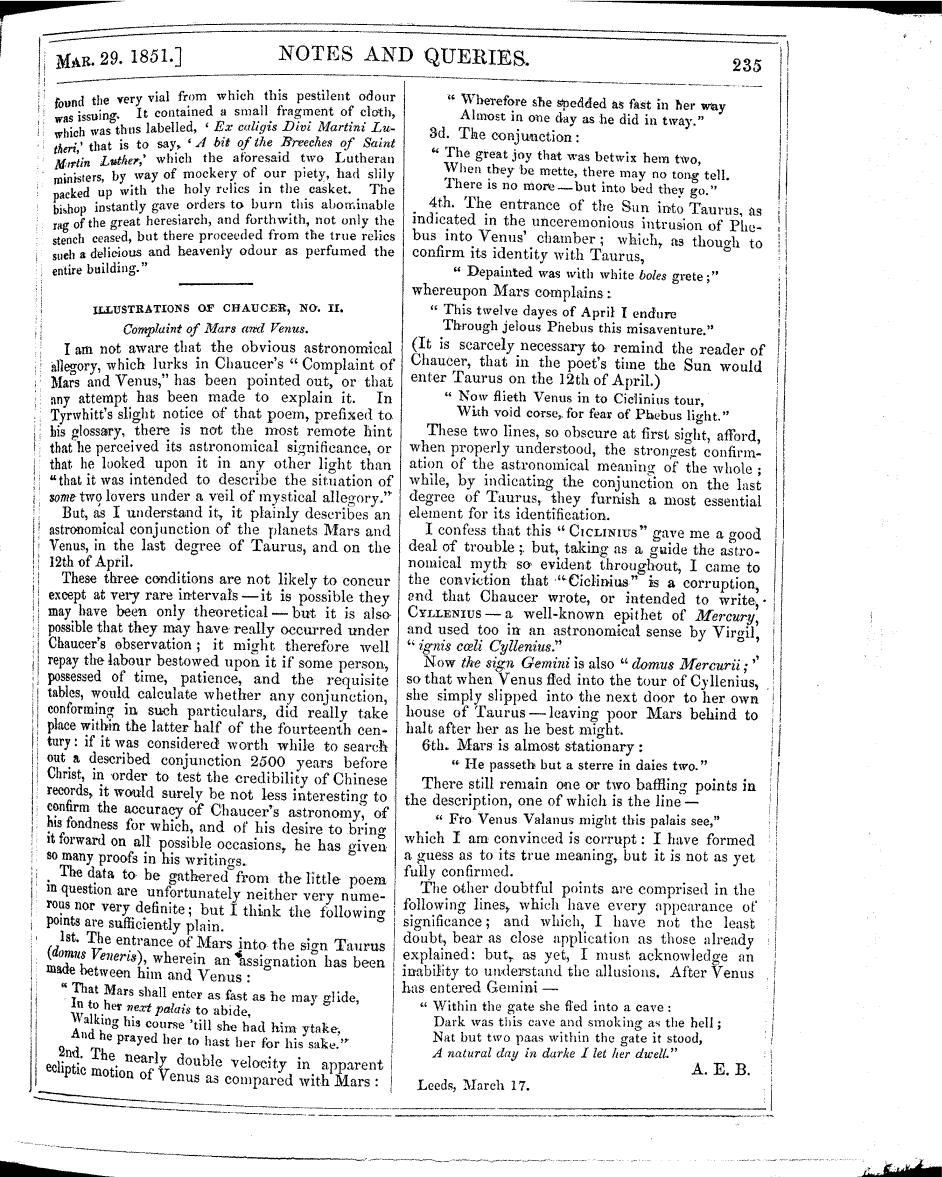 MAR. 29. 1851.]
NOTES AND QUERIES.
235
found the very vial from which this pestilent odour
was issuing. It contained a small fragment of cloth,
which was thus labelled, ' Ex caligis Divi Martini Lu-
theri,' that is to say, ' A bit of the Breeches of Saint
Martin Luther,' which the aforesaid two Lutheran
ministers, by way of mockery of our piety, had slily
packed up with the holy relics in the casket. The
bishop instantly gave orders to burn this abominable
rag of the great heresiarch, and forthwith, not only the
stench ceased, but there proceeded from the true relics
such a delicious and heavenly odour as perfumed the
entire building."
ILLUSTRATIONS OF CHAUCER, NO. II.
Complaint of Mars and Venus.
I am not aware that the obvious astronomical
allegory, which lurks in Chaucer's " Complaint of
Mars and Venus," has been pointed out, or that
any attempt has been made to explain it. In
Tyrwhitt's slight notice of that poem, prefixed to
his glossary, there is not the most remote hint
that he perceived its astronomical significance, or
that he looked upon it in any other light than
"that it was intended to describe the situation of
some two lovers under a veil of mystical allegory."
But, as I understand it, it plainly describes an
astronomical conjunction of the planets Mars and
Venus, in the last degree of Taurus, and on the
12th of April.
These three conditions are not likely to concur
except at very rare intervals — it is possible they
may have been only theoretical — but it is also
possible that they may have really occurred under
Chaucer's observation ; it might therefore well
repay the labour bestowed upon it if some person,
possessed of time, patience, and the requisite
tables, would calculate whether any conjunction,
conforming in such particulars, did really take
place within the latter half of the fourteenth cen-
tury : if it was considered worth while to search
out a described conjunction 2500 years before
Christ, in order to test the credibility of Chinese
records, it would surely be not less interesting to
confirm the accuracy of Chaucer's astronomy, of
his fondness for which, and of his desire to bring
it forward on all possible occasions, he has given
so many proofs in his writings.
The data to be gathered from the little poem
in question are unfortunately neither very nume-
rous nor very definite ; but I think the following
points are sufficiently plain.
1st. The entrance of Mars into the sign Taurus
(domus Veneris), wherein an assignation has been
made between him and Venus :
" That Mars shall enter as fast as he may glide,
In to her next palais to abide,
Walking his course 'till she had him ytake,
And he prayed her to hast her for his sake."
2nd. The nearly double velocity in apparent
ecliptic motion of Venus as compared with Mars :
" Wherefore she spedded as fast in her way
Almost in one day as he did in tway."
3d. The conjunction :
" The great joy that was betwix hem two,
When they be mette, there may no tong tell.
There is no more — but into bed they go."
4th. The entrance of the Sun into Taurus, as
indicated in the unceremonious intrusion of Phe-
bus into Venus' chamber ; which, as though to
confirm its identity with Taurus,
" Depainted was with white boles grete ;"
whereupon Mars complains :
" This twelve dayes of April I endure
Through jelous Phebus this misaventure."
(It is scarcely necessary to remind the reader of
Chaucer, that in the poet's time the Sun would
enter Taurus on the 12th of April.)
" Now flieth Venus in to Ciclinius tour,
With void corse, for fear of Phebus light."
These two lines, so obscure at first sight, afford,
when properly understood, the strongest confirm-
ation of the astronomical meaning of the whole ;
while, by indicating the conjunction on the last
degree of Taurus, they furnish a most essential
element for its identification.
I confess that this " CICLINIUS" gave me a good
deal of trouble ; but, taking as a guide the astro-
nomical myth so evident throughout, I came to
the conviction that " Ciclinius" is a corruption,
and that Chaucer wrote, or intended to write,
CYLLENIUS — a well-known epithet of Mercury,
and used too in an astronomical sense by Virgil,
" ignis cœli Cyllenius."
Now the sign Gemini is also " domus Mercurii ;"
so that when Venus fled into the tour of Cyllenius,
she simply slipped into the next door to her own
house of Taurus — leaving poor Mars behind to
halt after her as he best might.
6th. Mars is almost stationary :
" He passeth but a sterre in daies two."
There still remain one or two baffling points in
the description, one of which is the line —
" Fro Venus Valanus might this palais see,"
which I am convinced is corrupt : I have formed
a guess as to its true meaning, but it is not as yet
fully confirmed.
The other doubtful points are comprised in the
following lines, which have every appearance of
significance ; and which, I have not the least
doubt, bear as close application as those already
explained : but, as yet, I must acknowledge an
inability to understand the allusions. After Venus
has entered Gemini —
" Within the gate she fled into a cave :
Dark was this cave and smoking as the hell ;
Nat but two paas within the gate it stood,
A natural day in darke I let her dwell."
A. E. B.
Leeds, March 17.